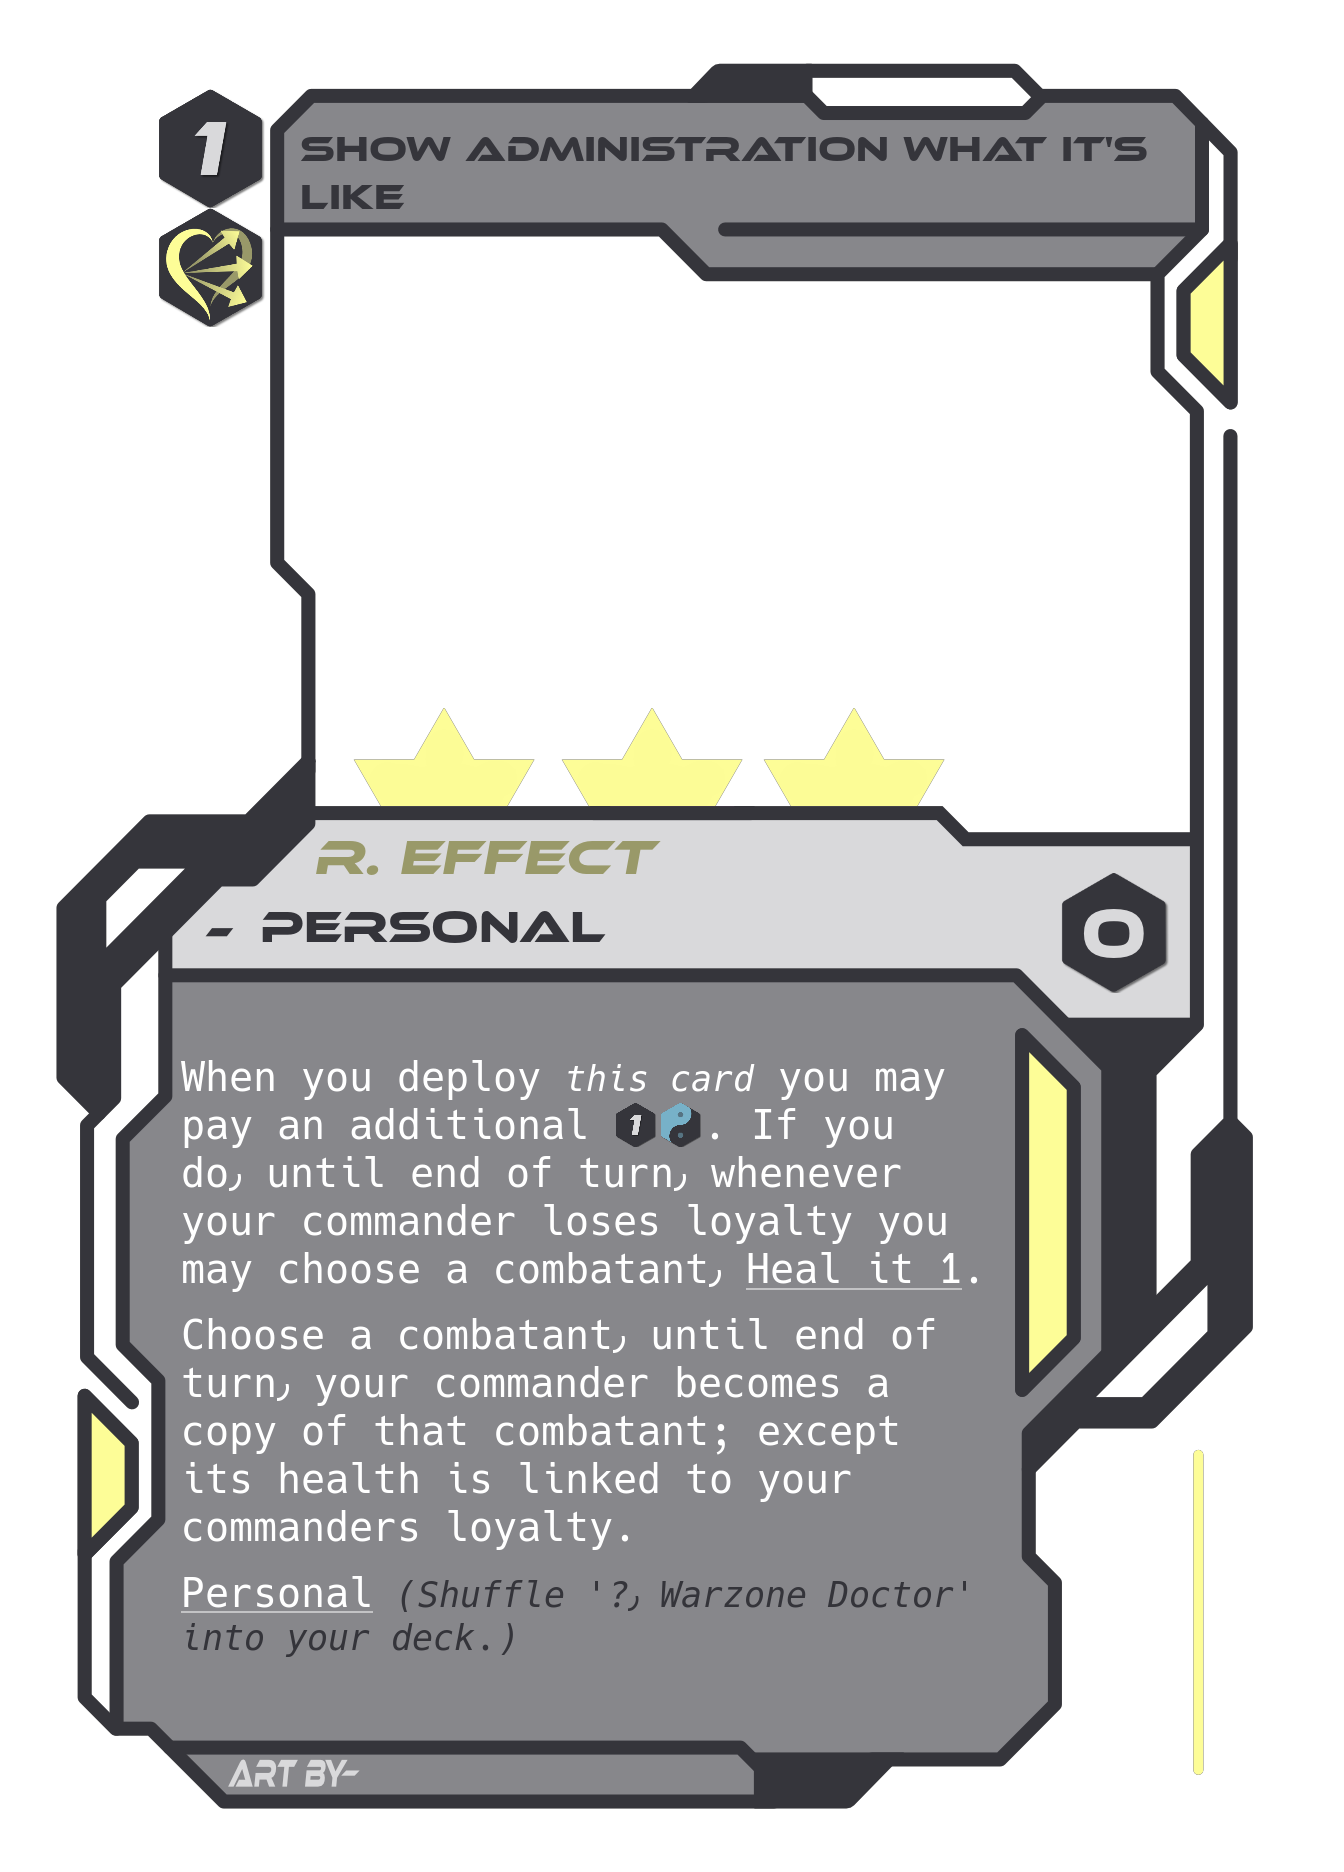 1
SHOW ADMINISTRATION WHAT IT'S
LIKE
R. EFFECT
- PERSONAL
0
When you deploy this card you may
pay an additional 1. If you
do, until end of turn, whenever
your commander loses loyalty you
may choose a combatant, Heal it 1.
Choose a combatant, until end of
turn, your commander becomes a
copy of that combatant; except
its health is linked to your
commanders loyalty.
Personal (Shuffle '?, Warzone Doctor'
into your deck.)
ART BY-